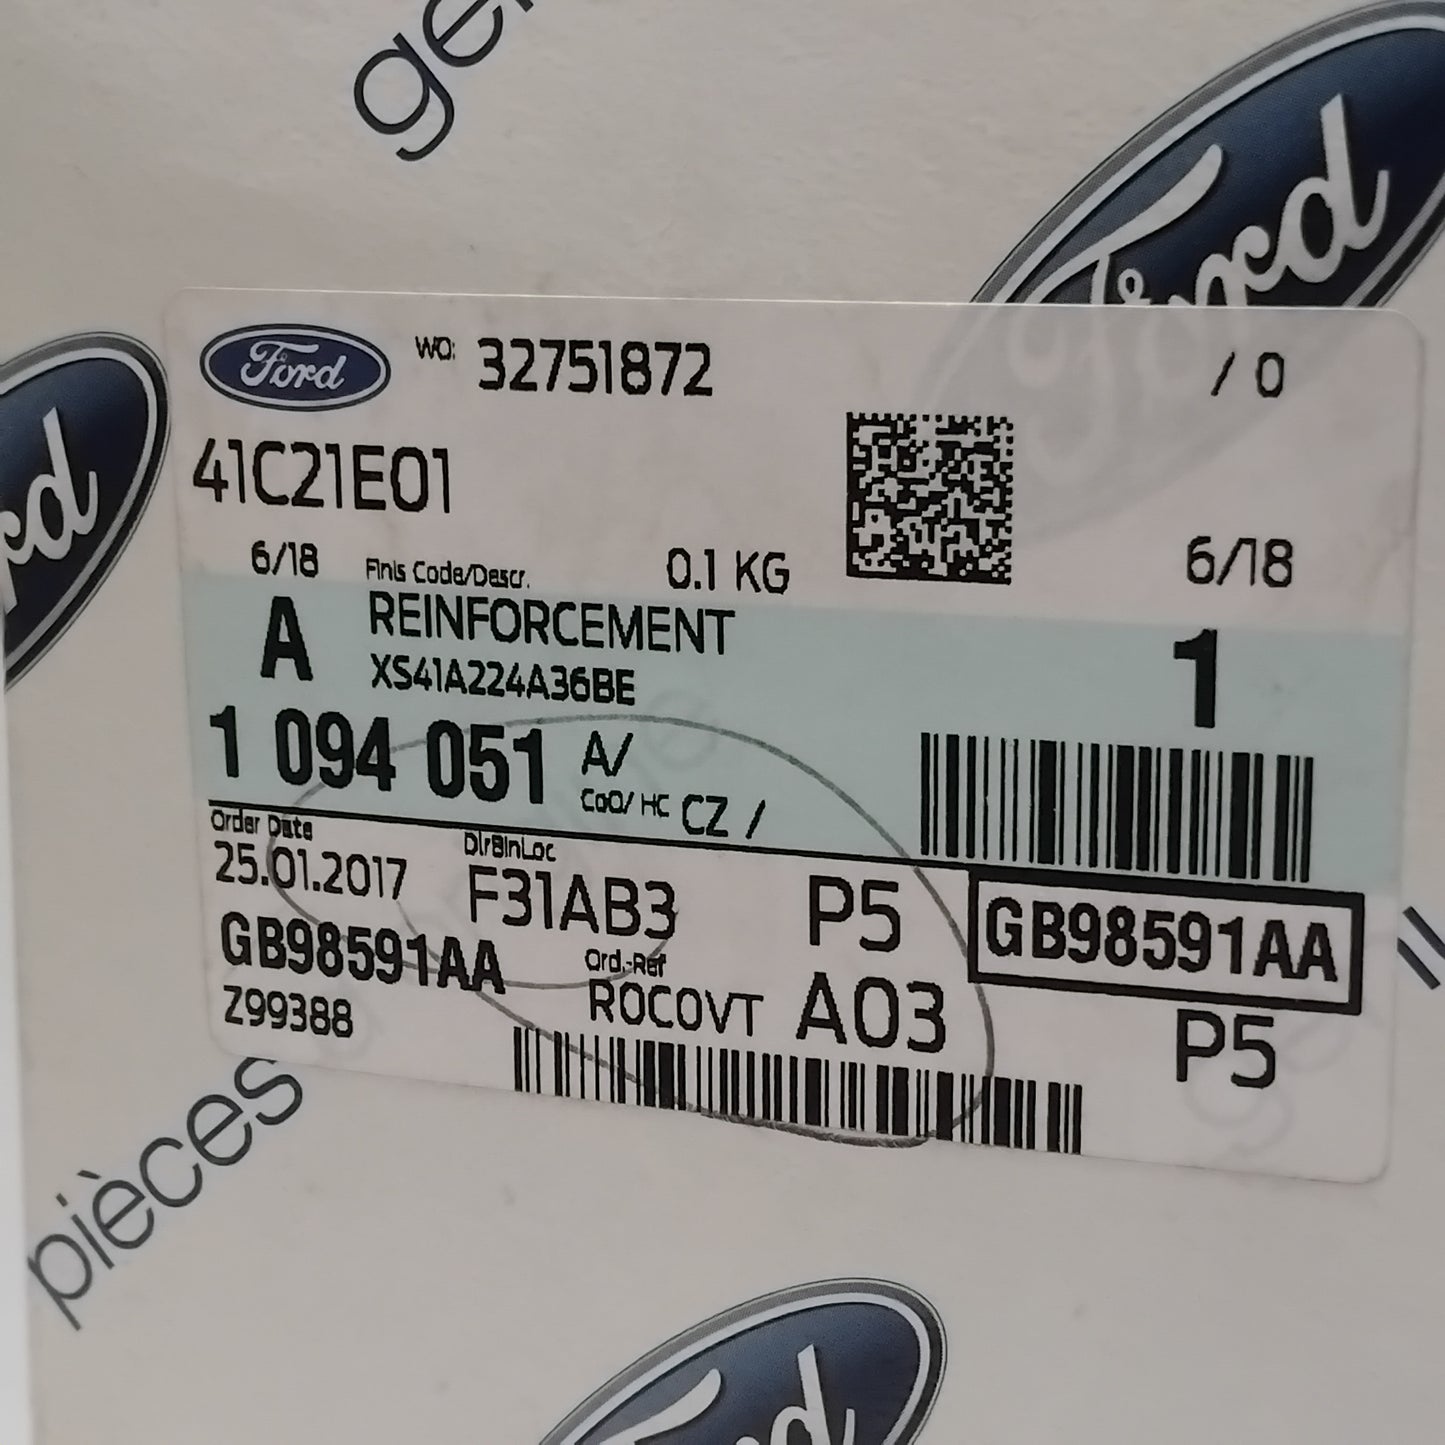 gen
Ford
Ford WO: 32751872 / 0
41C21E01
6/18 Finis Code/Descr. 0.1 KG 6/18
A REINFORCEMENT 1
XS41A224A36BE
1 094 051 A/
CoO/ HC CZ /
Order Date DlrBinLoc
25.01.2017 F31AB3 P5 GB98591AA
GB98591AA Ord.-Ref
Z99388 ROCOVT A03 P5
pièces
Ford